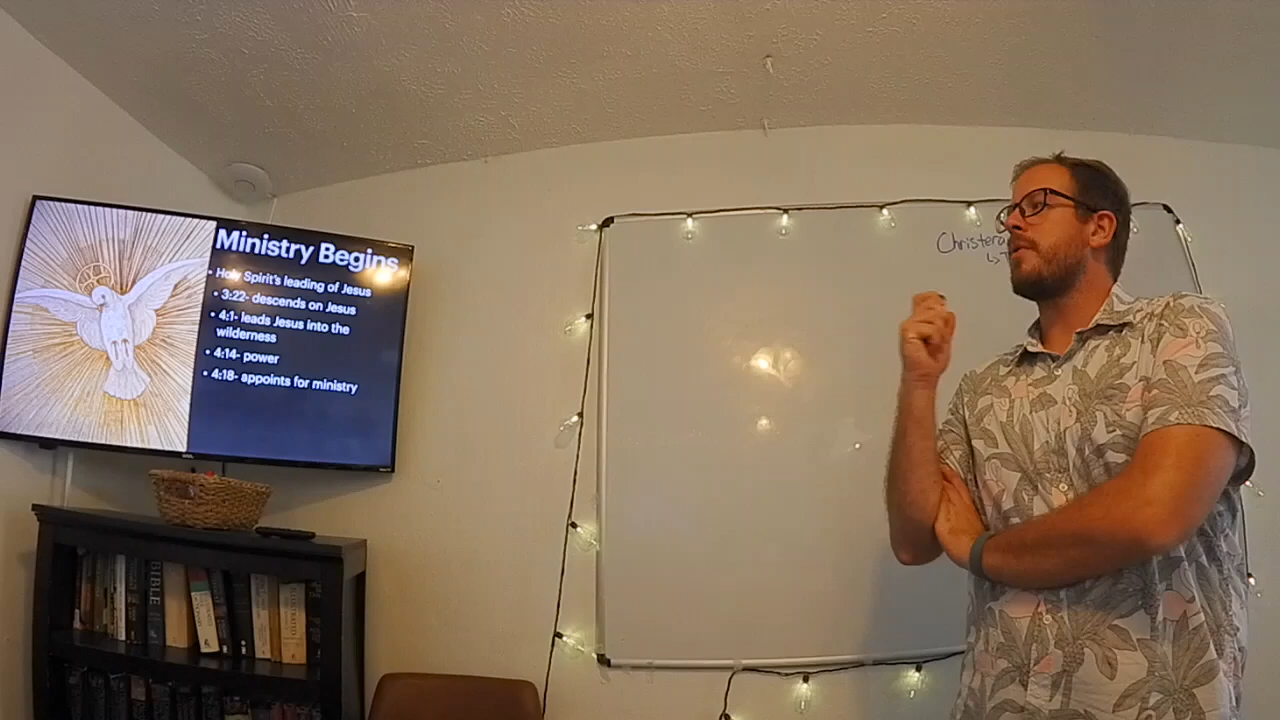 Ministry Begins
• Holy Spirit's leading of Jesus
• 3:22- descends on Jesus
• 4:1- leads Jesus into the
wilderness
• 4:14- power
• 4:18- appoints for ministry
BIBLE